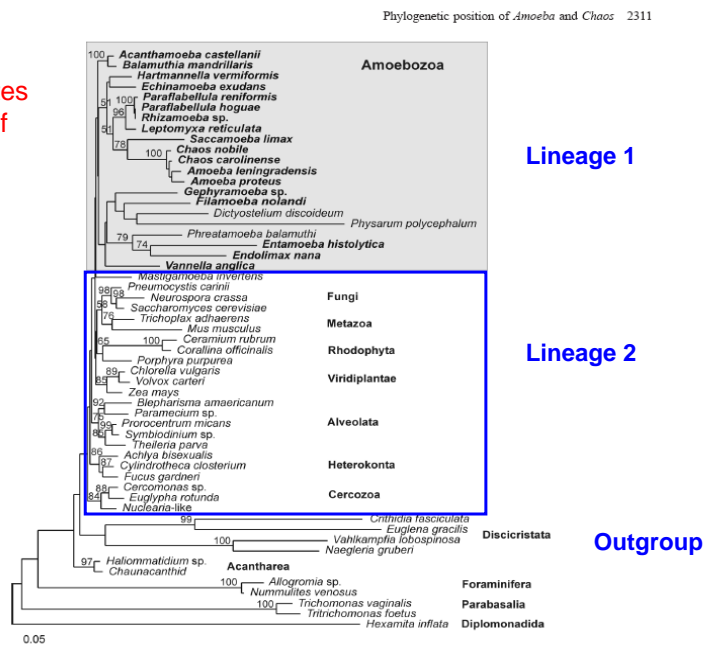 Phylogenetic position of Amoeba and Chaos 2311
es
f
Amoebozoa
100
Acanthamoeba castellanii
Balamuthia mandrillaris
Hartmannella vermiformis
Echinamoeba exudans
51
100
Paraflabellula reniformis
Paraflabellula hoguae
96
Rhizamoeba sp.
51
Leptomyxa reticulata
Saccamoeba limax
78
100
Chaos nobile
Chaos carolinense
Amoeba leningradensis
Amoeba proteus
Gephyramoeba sp.
Filamoeba nolandi
Dictyostelium discoideum
Physarum polycephalum
Phreatamoeba balamuthi
79
74
Entamoeba histolytica
Endolimax nana
Vannella anglica
Lineage 1
Mastigamoeba invertens
Pneumocystis carinii
98
98
Neurospora crassa
Fungi
58
Saccharomyces cerevisiae
76
Trichoplax adhaerens
Metazoa
Mus musculus
65
100
Ceramium rubrum
Corallina officinalis
Rhodophyta
Porphyra purpurea
89
Chlorella vulgaris
85
Volvox carteri
Viridiplantae
Zea mays
92
Blepharisma amaericanum
Paramecium sp.
76
99
Prorocentrum micans
Alveolata
Symbiodinium sp.
Theileria parva
86
Achlya bisexualis
87
Cylindrotheca closterium
Heterokonta
Fucus gardneri
88
Cercomonas sp.
84
Euglypha rotunda
Cercozoa
Nuclearia-like
Lineage 2
99
Crithidia fasciculata
Euglena gracilis
Discicristata
100
Vahlkampfia lobospinosa
Naegleria gruberi
Outgroup
97
Haliommatidium sp.
Chaunacanthid
Acantharea
100
Allogromia sp.
Foraminifera
Nummulites venosus
100
Trichomonas vaginalis
Parabasalia
Tritrichomonas foetus
Hexamita inflata
Diplomonadida
0.05